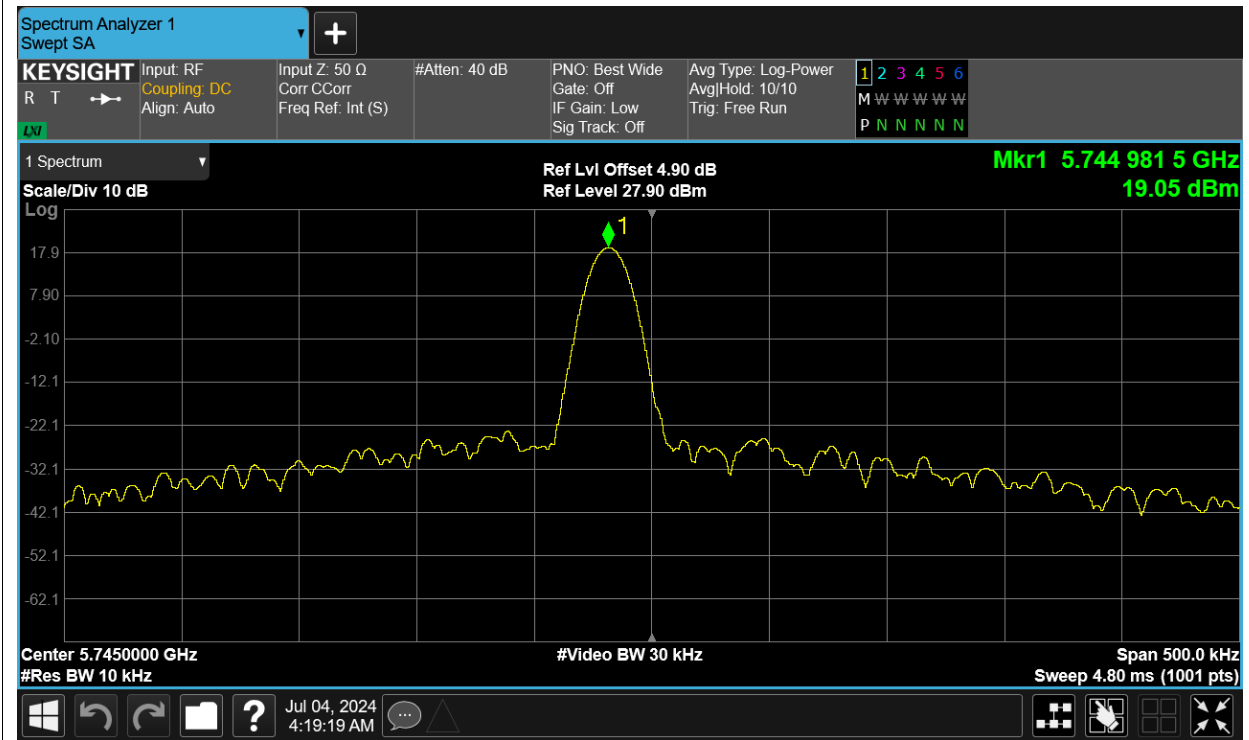 Spectrum Analyzer 1
Swept SA
KEYSIGHT
R T
LXI
Input: RF
Coupling: DC
Align: Auto
Input Z: 50 Ω
Corr CCorr
Freq Ref: Int (S)
#Atten: 40 dB
PNO: Best Wide
Gate: Off
IF Gain: Low
Sig Track: Off
Avg Type: Log-Power
Avg|Hold: 10/10
Trig: Free Run
1 2 3 4 5 6
M W W W W W
P N N N N N
1 Spectrum
Scale/Div 10 dB
Ref Lvl Offset 4.90 dB
Ref Level 27.90 dBm
Mkr1 5.744 981 5 GHz
19.05 dBm
Log
1
17.9
7.90
-2.10
-12.1
-22.1
-32.1
-42.1
-52.1
-62.1
Center 5.7450000 GHz
#Res BW 10 kHz
#Video BW 30 kHz
Span 500.0 kHz
Sweep 4.80 ms (1001 pts)
?
Jul 04, 2024
4:19:19 AM